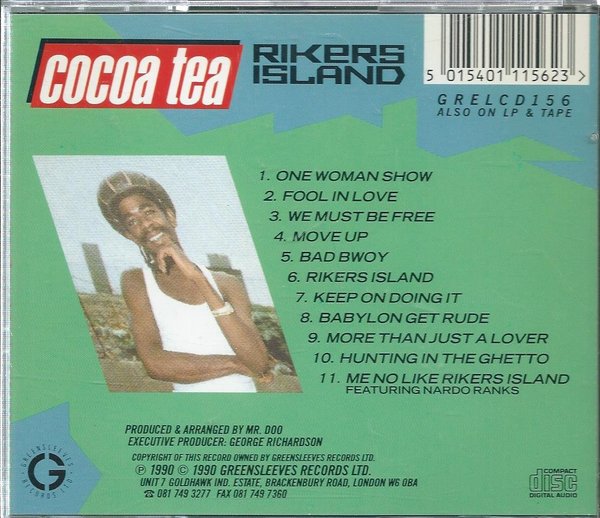 cocoa tea
RIKERS
ISLAND
5 015401 115623 >
GRELCD156
ALSO ON LP & TAPE
1. ONE WOMAN SHOW
2. FOOL IN LOVE
3. WE MUST BE FREE
4. MOVE UP
5. BAD BWOY
6. RIKERS ISLAND
7. KEEP ON DOING IT
8. BABYLON GET RUDE
9. MORE THAN JUST A LOVER
10. HUNTING IN THE GHETTO
11. ME NO LIKE RIKERS ISLAND
FEATURING NARDO RANKS
PRODUCED & ARRANGED BY MR. DOO
EXECUTIVE PRODUCER: GEORGE RICHARDSON
COPYRIGHT OF THIS RECORD OWNED BY GREENSLEEVES RECORDS LTD.
℗ 1990 © 1990 GREENSLEEVES RECORDS LTD.
UNIT 7 GOLDHAWK IND. ESTATE, BRACKENBURY ROAD, LONDON W6 0BA
☎ 081 749 3277 FAX 081 749 7360
GREENSLEEVES
G
RECORDS LTD
COMPACT
disc
DIGITAL AUDIO